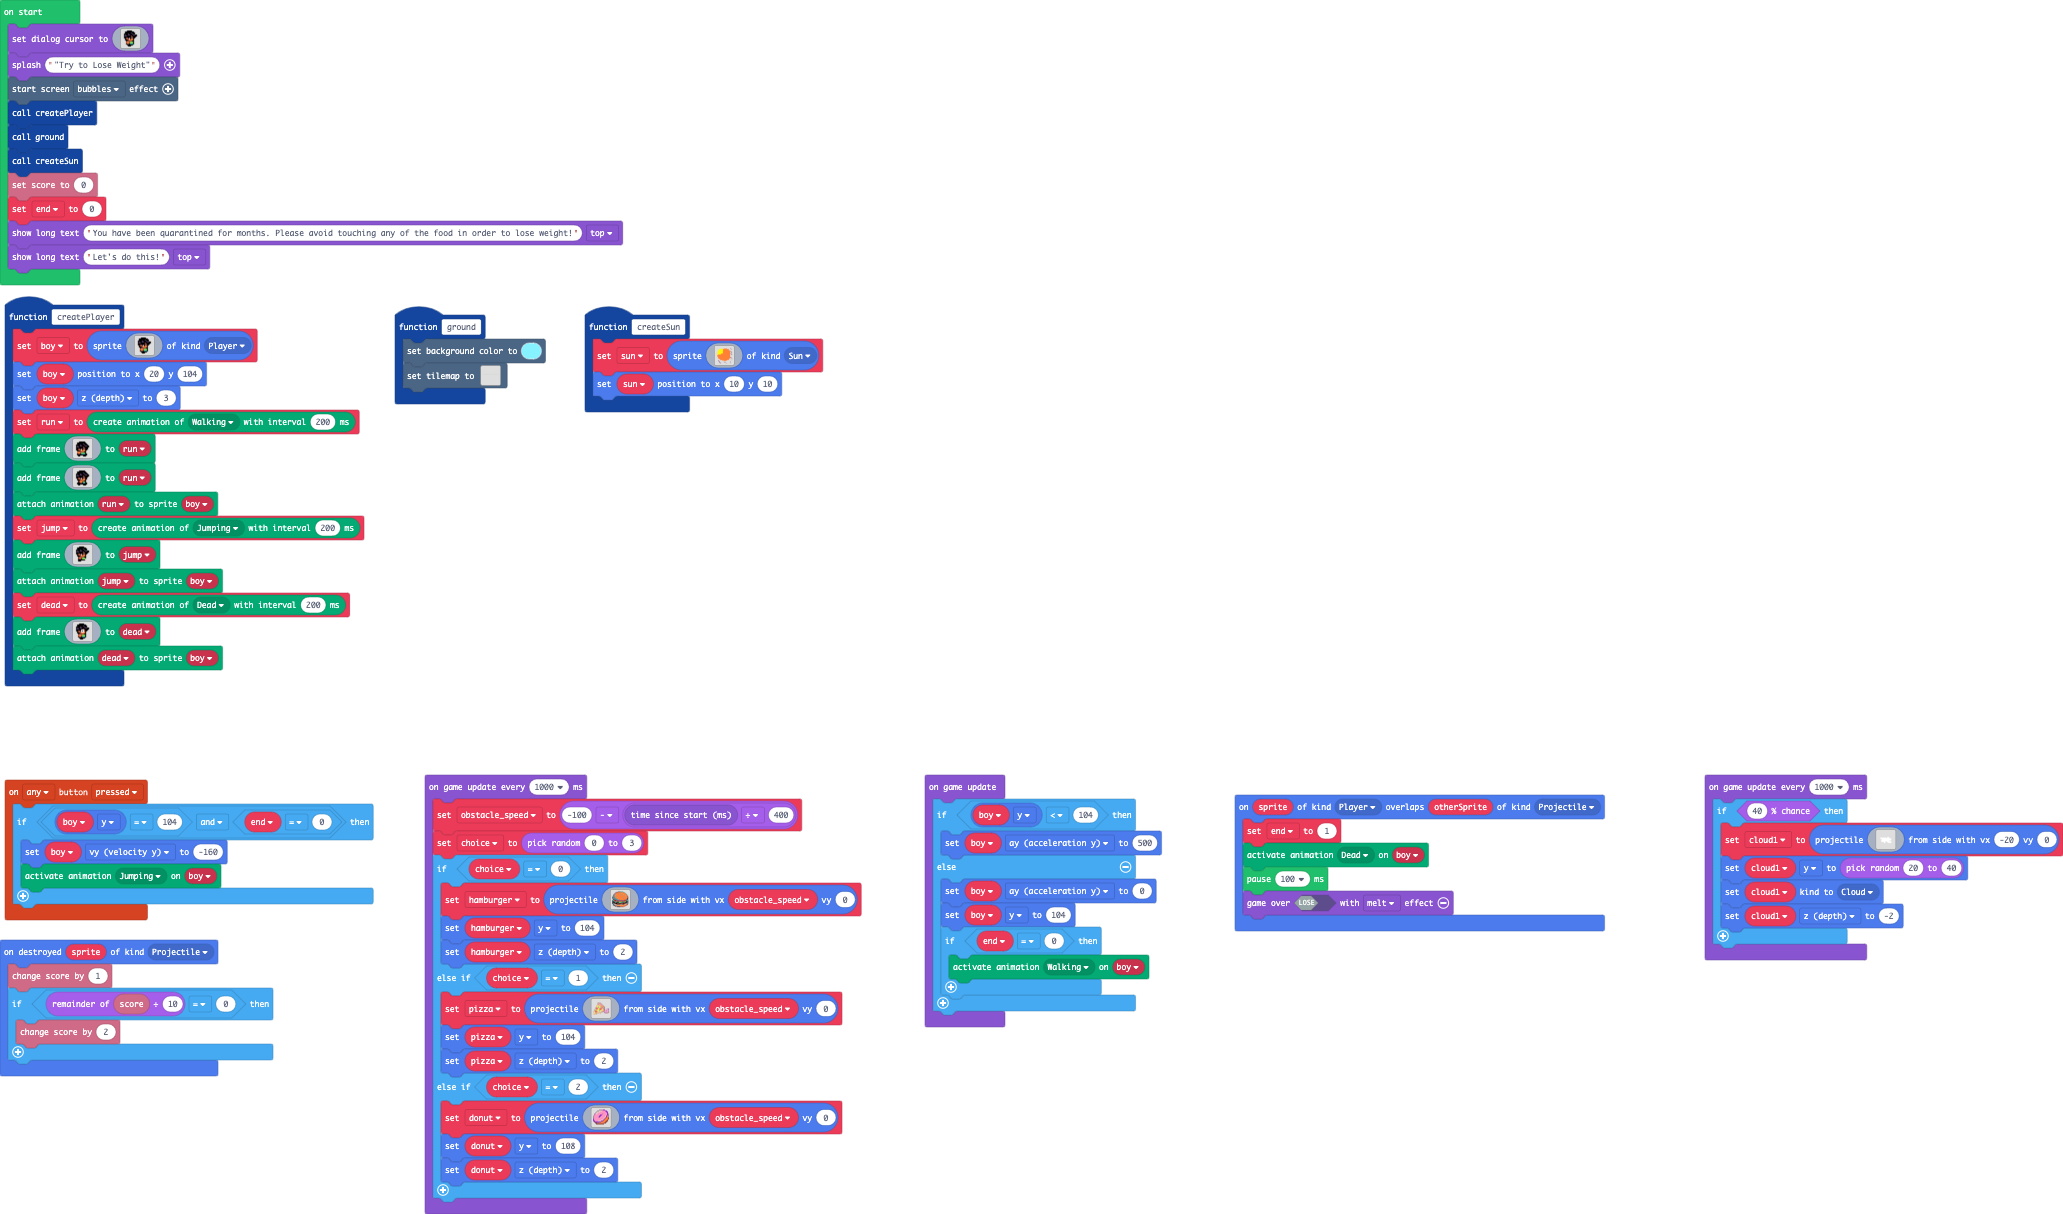 on start
set dialog cursor to
splash " "Try to Lose Weight" "
start screen bubbles effect
call createPlayer
call ground
call createSun
set score to 0
set end to 0
show long text "You have been quarantined for months. Please avoid touching any of the food in order to lose weight!" top
show long text "Let's do this!" top
function createPlayer
set boy to sprite of kind Player
set boy position to x 20 y 104
set boy z (depth) to 3
set run to create animation of Walking with interval 200 ms
add frame to run
add frame to run
attach animation run to sprite boy
set jump to create animation of Jumping with interval 200 ms
add frame to jump
attach animation jump to sprite boy
set dead to create animation of Dead with interval 200 ms
add frame to dead
attach animation dead to sprite boy
function ground
set background color to
set tilemap to
function createSun
set sun to sprite of kind Sun
set sun position to x 10 y 10
on any button pressed
if boy y = 104 and end = 0 then
set boy vy (velocity y) to -160
activate animation Jumping on boy
on destroyed sprite of kind Projectile
change score by 1
if remainder of score ÷ 10 = 0 then
change score by 2
on game update every 1000 ms
set obstacle_speed to -100 - time since start (ms) ÷ 400
set choice to pick random 0 to 3
if choice = 0 then
set hamburger to projectile from side with vx obstacle_speed vy 0
set hamburger y to 104
set hamburger z (depth) to 2
else if choice = 1 then
set pizza to projectile from side with vx obstacle_speed vy 0
set pizza y to 104
set pizza z (depth) to 2
else if choice = 2 then
set donut to projectile from side with vx obstacle_speed vy 0
set donut y to 108
set donut z (depth) to 2
on game update
if boy y < 104 then
set boy ay (acceleration y) to 500
else
set boy ay (acceleration y) to 0
set boy y to 104
if end = 0 then
activate animation Walking on boy
on sprite of kind Player overlaps otherSprite of kind Projectile
set end to 1
activate animation Dead on boy
pause 100 ms
game over LOSE with melt effect
on game update every 1000 ms
if 40 % chance then
set cloud1 to projectile from side with vx -20 vy 0
set cloud1 y to pick random 20 to 40
set cloud1 kind to Cloud
set cloud1 z (depth) to -2